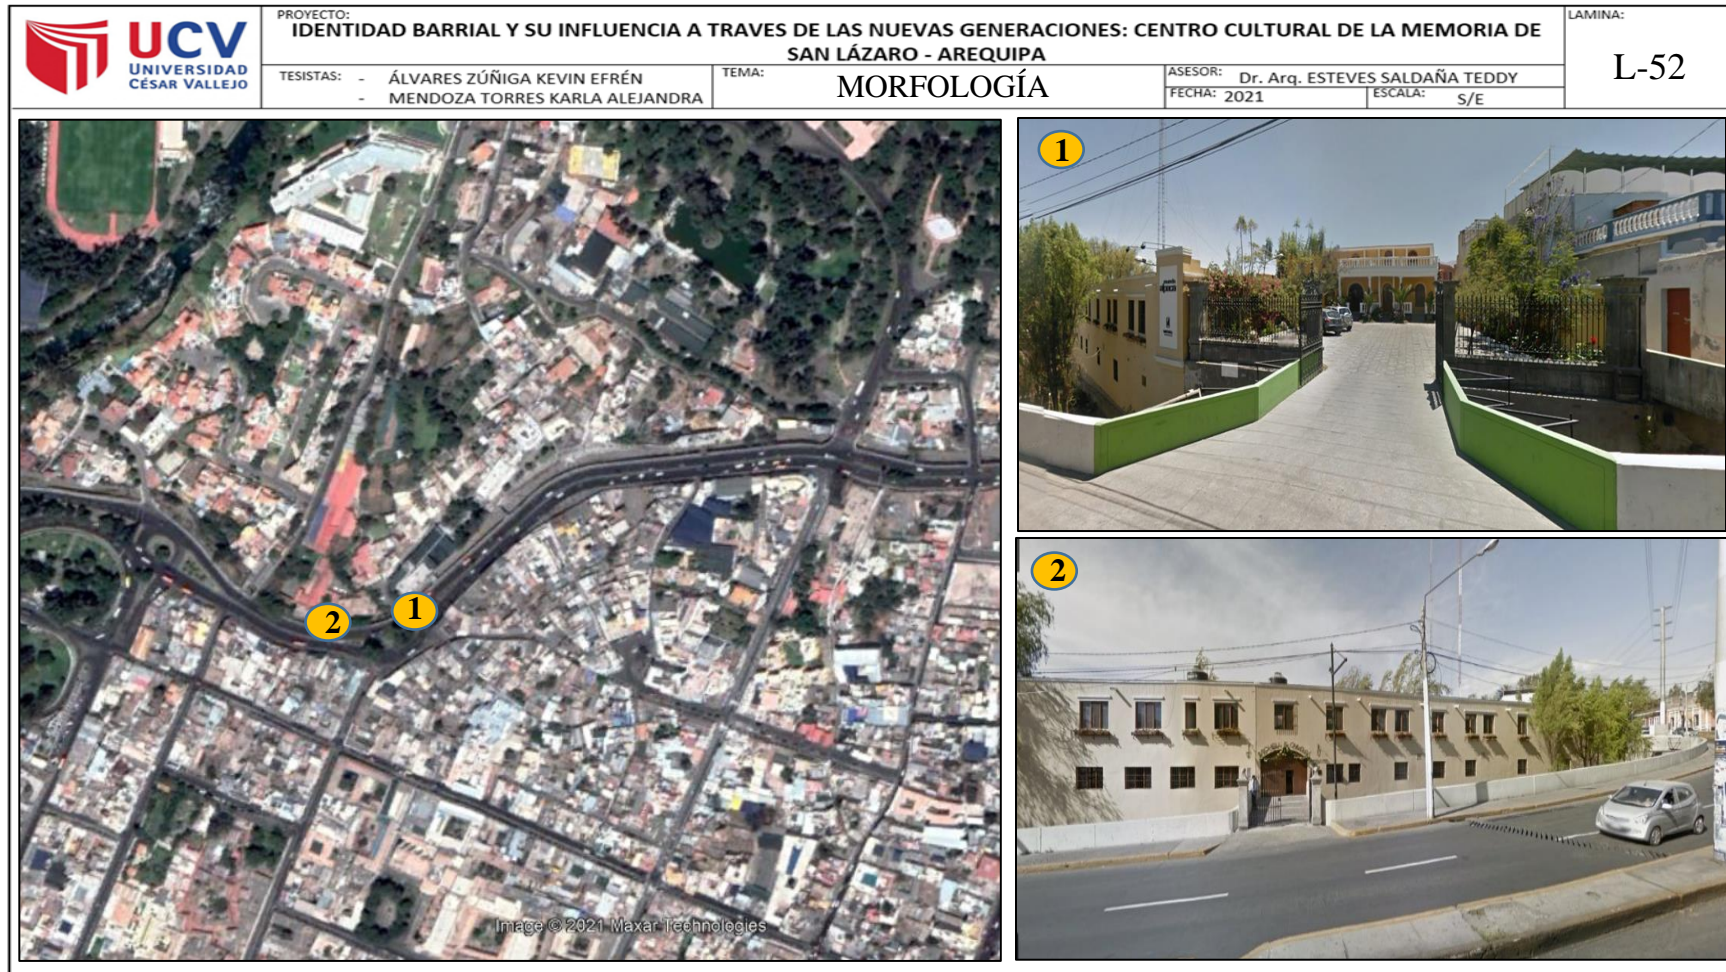 UCV
UNIVERSIDAD
CÉSAR VALLEJO
PROYECTO:
IDENTIDAD BARRIAL Y SU INFLUENCIA A TRAVES DE LAS NUEVAS GENERACIONES: CENTRO CULTURAL DE LA MEMORIA DE
SAN LÁZARO - AREQUIPA
LAMINA:
L-52
TESISTAS: - ÁLVARES ZÚÑIGA KEVIN EFRÉN
- MENDOZA TORRES KARLA ALEJANDRA
TEMA:
MORFOLOGÍA
ASESOR: Dr. Arq. ESTEVES SALDAÑA TEDDY
FECHA: 2021
ESCALA: S/E
1
2
2
1
Image © 2021 Maxar Technologies